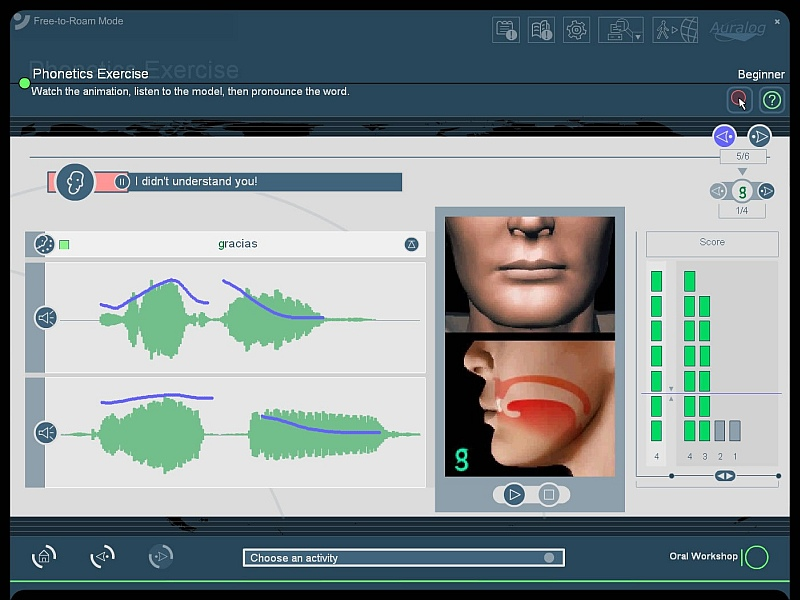 Free-to-Roam Mode
Auralog
Phonetics Exercise
Phonetics Exercise
Beginner
Watch the animation, listen to the model, then pronounce the word.
?
5/6
I didn't understand you!
g
1/4
gracias
Score
g
4 4 3 2 1
Choose an activity
Oral Workshop